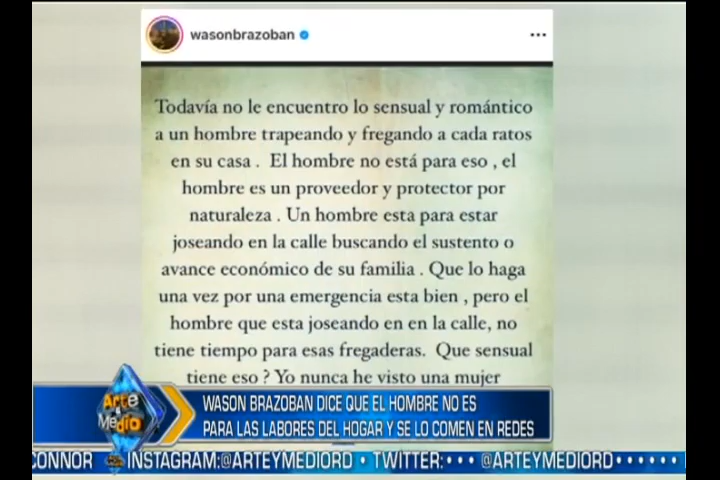 wasonbrazoban
Todavía no le encuentro lo sensual y romántico
a un hombre trapeando y fregando a cada ratos
en su casa . El hombre no está para eso , el
hombre es un proveedor y protector por
naturaleza . Un hombre esta para estar
joseando en la calle buscando el sustento o
avance económico de su familia . Que lo haga
una vez por una emergencia esta bien , pero el
hombre que esta joseando en en la calle, no
tiene tiempo para esas fregaderas. Que sensual
tiene eso ? Yo nunca he visto una mujer
Arte
y
Medio
WASON BRAZOBAN DICE QUE EL HOMBRE NO ES
PARA LAS LABORES DEL HOGAR Y SE LO COMEN EN REDES
CONNOR INSTAGRAM:@ARTEYMEDIORD • TWITTER:• • • @ARTEYMEDIORD• • • • • •